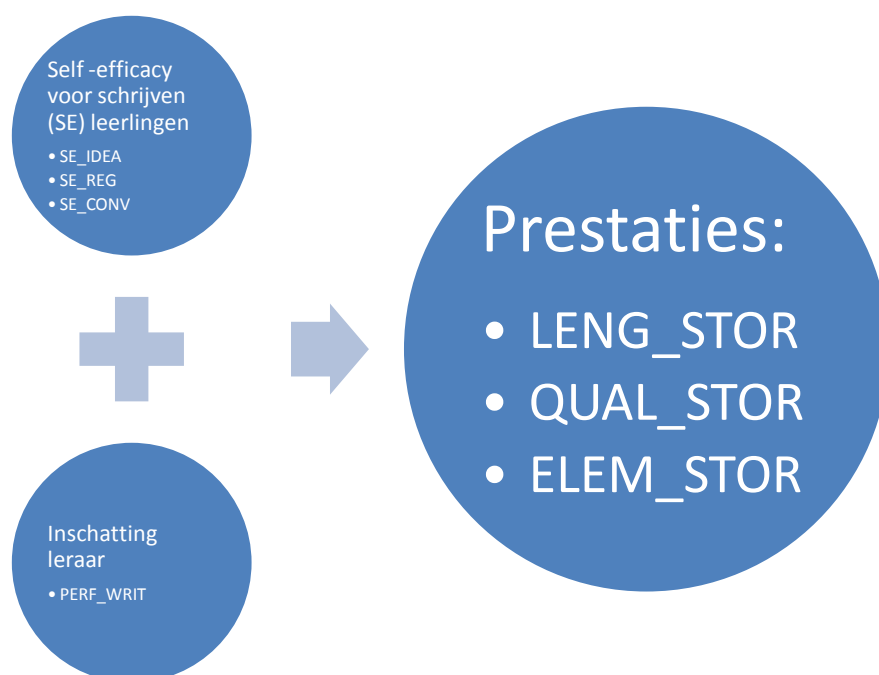 Self -efficacy
voor schrijven
(SE) leerlingen
• SE_IDEA
• SE_REG
• SE_CONV
Inschatting
leraar
• PERF_WRIT
Prestaties:
• LENG_STOR
• QUAL_STOR
• ELEM_STOR